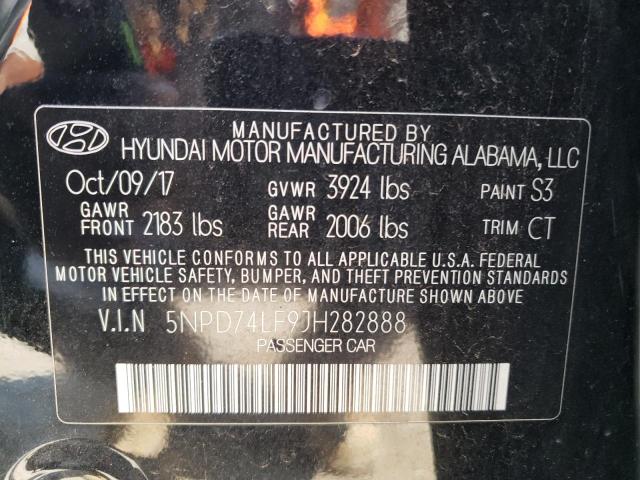 MANUFACTURED BY
HYUNDAI MOTOR MANUFACTURING ALABAMA, LLC
Oct/09/17 GVWR 3924 lbs PAINT S3
GAWR FRONT 2183 lbs GAWR REAR 2006 lbs TRIM CT
THIS VEHICLE CONFORMS TO ALL APPLICABLE U.S.A. FEDERAL
MOTOR VEHICLE SAFETY, BUMPER, AND THEFT PREVENTION STANDARDS
IN EFFECT ON THE DATE OF MANUFACTURE SHOWN ABOVE
V.I.N 5NPD74LF9JH282888
PASSENGER CAR